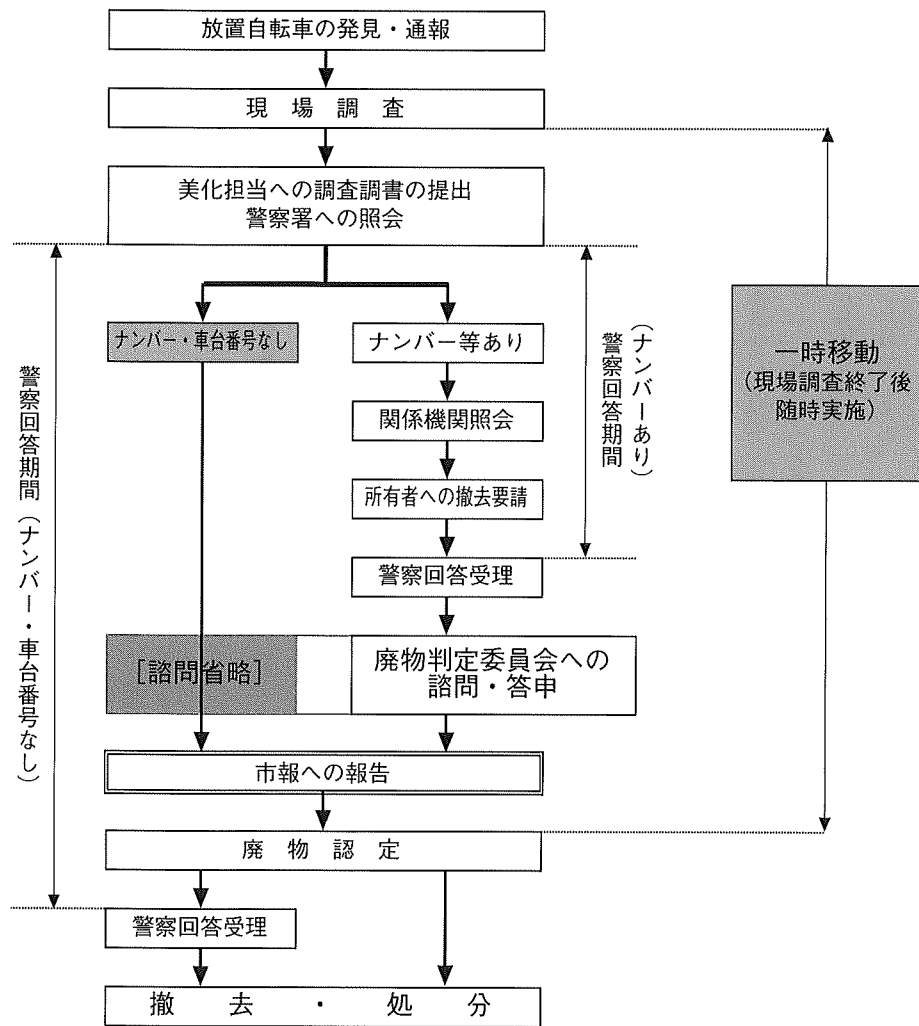 放置自転車の発見・通報
現場調査
美化担当への調査調書の提出
警察署への照会
ナンバー・車台番号なし
ナンバー等あり
関係機関照会
所有者への撤去要請
警察回答受理
[諮問省略]
廃物判定委員会への
諮問・答申
市報への報告
廃物認定
警察回答受理
撤去・処分
警察回答期間(ナンバー・車台番号なし)
(ナンバーあり)
警察回答期間
一時移動
(現場調査終了後
随時実施)